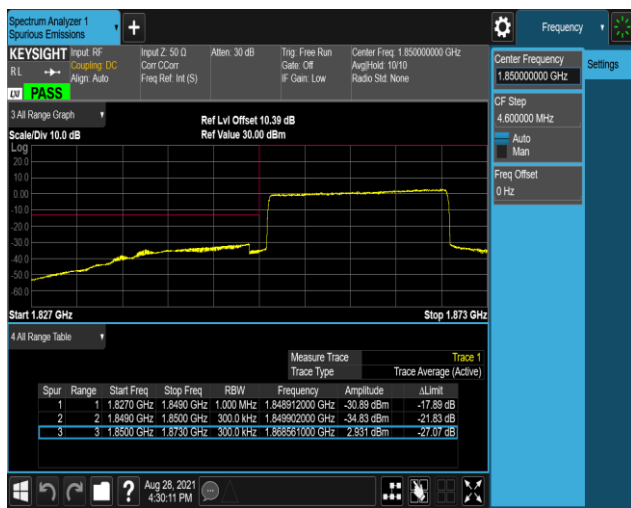 Spectrum Analyzer 1
Spurious Emissions
Frequency
KEYSIGHT
Input: RF
Coupling: DC
Align: Auto
Input Z: 50 Ω
Corr CCorr
Freq Ref: Int (S)
Atten: 30 dB
Trig: Free Run
Gate: Off
IF Gain: Low
Center Freq: 1.850000000 GHz
Avg|Hold: 10/10
Radio Std: None
R L
LXI PASS
Center Frequency
1.850000000 GHz
Settings
CF Step
4.600000 MHz
Auto
Man
Freq Offset
0 Hz
3 All Range Graph
Scale/Div 10.0 dB
Ref Lvl Offset 10.39 dB
Ref Value 30.00 dBm
Log
20.0
10.0
0.00
-10.0
-20.0
-30.0
-40.0
-50.0
-60.0
Start 1.827 GHz
Stop 1.873 GHz
4 All Range Table
Measure Trace Trace 1
Trace Type Trace Average (Active)
Spur Range Start Freq Stop Freq RBW Frequency Amplitude ΔLimit
1 1 1.8270 GHz 1.8490 GHz 1.000 MHz 1.848912000 GHz -30.89 dBm -17.89 dB
2 2 1.8490 GHz 1.8500 GHz 300.0 kHz 1.849902000 GHz -34.83 dBm -21.83 dB
3 3 1.8500 GHz 1.8730 GHz 300.0 kHz 1.868561000 GHz 2.931 dBm -27.07 dB
?
Aug 28, 2021
4:30:11 PM